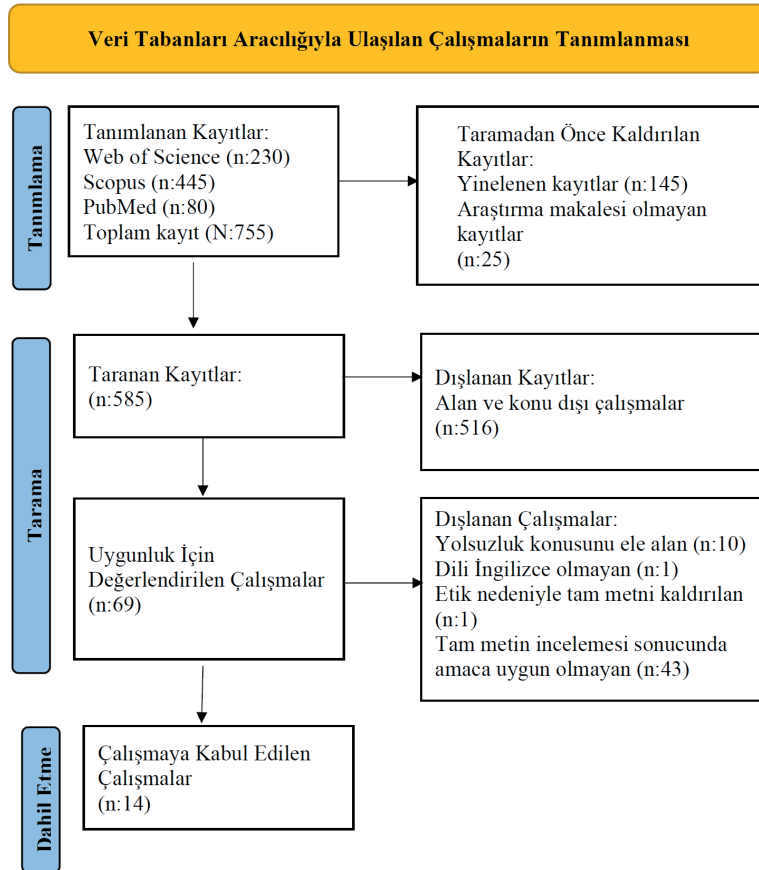 Veri Tabanları Aracılığıyla Ulaşılan Çalışmaların Tanımlanması
Tanımlama
Tanımlanan Kayıtlar:
Web of Science (n:230)
Scopus (n:445)
PubMed (n:80)
Toplam kayıt (N:755)
Taramadan Önce Kaldırılan
Kayıtlar:
Yinelenen kayıtlar (n:145)
Araştırma makalesi olmayan
kayıtlar
(n:25)
Tarama
Taranan Kayıtlar:
(n:585)
Dışlanan Kayıtlar:
Alan ve konu dışı çalışmalar
(n:516)
Uygunluk İçin
Değerlendirilen Çalışmalar
(n:69)
Dışlanan Çalışmalar:
Yolsuzluk konusunu ele alan (n:10)
Dili İngilizce olmayan (n:1)
Etik nedeniyle tam metni kaldırılan
(n:1)
Tam metin incelemesi sonucunda
amaca uygun olmayan (n:43)
Dahil Etme
Çalışmaya Kabul Edilen
Çalışmalar
(n:14)